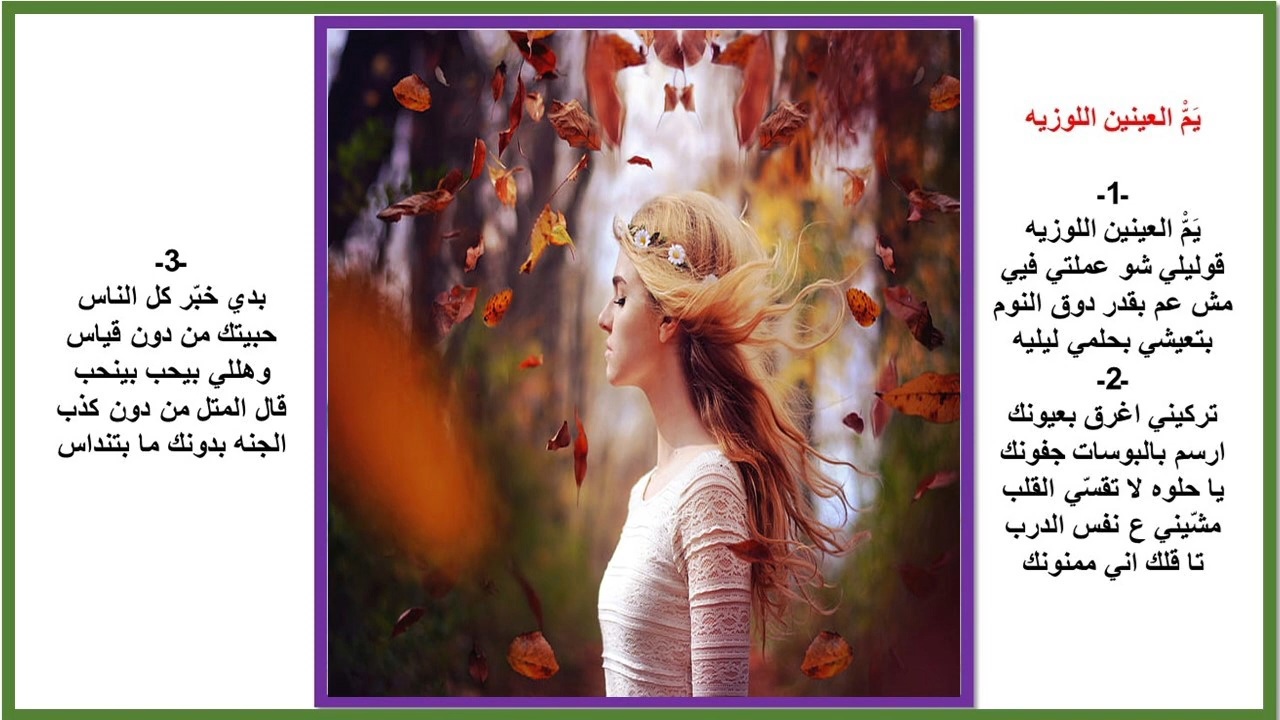 يَمّْ العينين اللوزيه
-1-
يَمّْ العينين اللوزيه
قوليلي شو عملتي فيي
مش عم بقدر دوق النوم
بتعيشي بحلمي ليليه
-2-
تركيني اغرق بعيونك
ارسم بالبوسات جفونك
يا حلوه لا تقسّي القلب
مشّيني ع نفس الدرب
تا قلك اني ممنونك
-3-
بدي خبّر كل الناس
حبيتك من دون قياس
وهللي بيحب بينحب
قال المتل من دون كذب
الجنه بدونك ما بتنداس